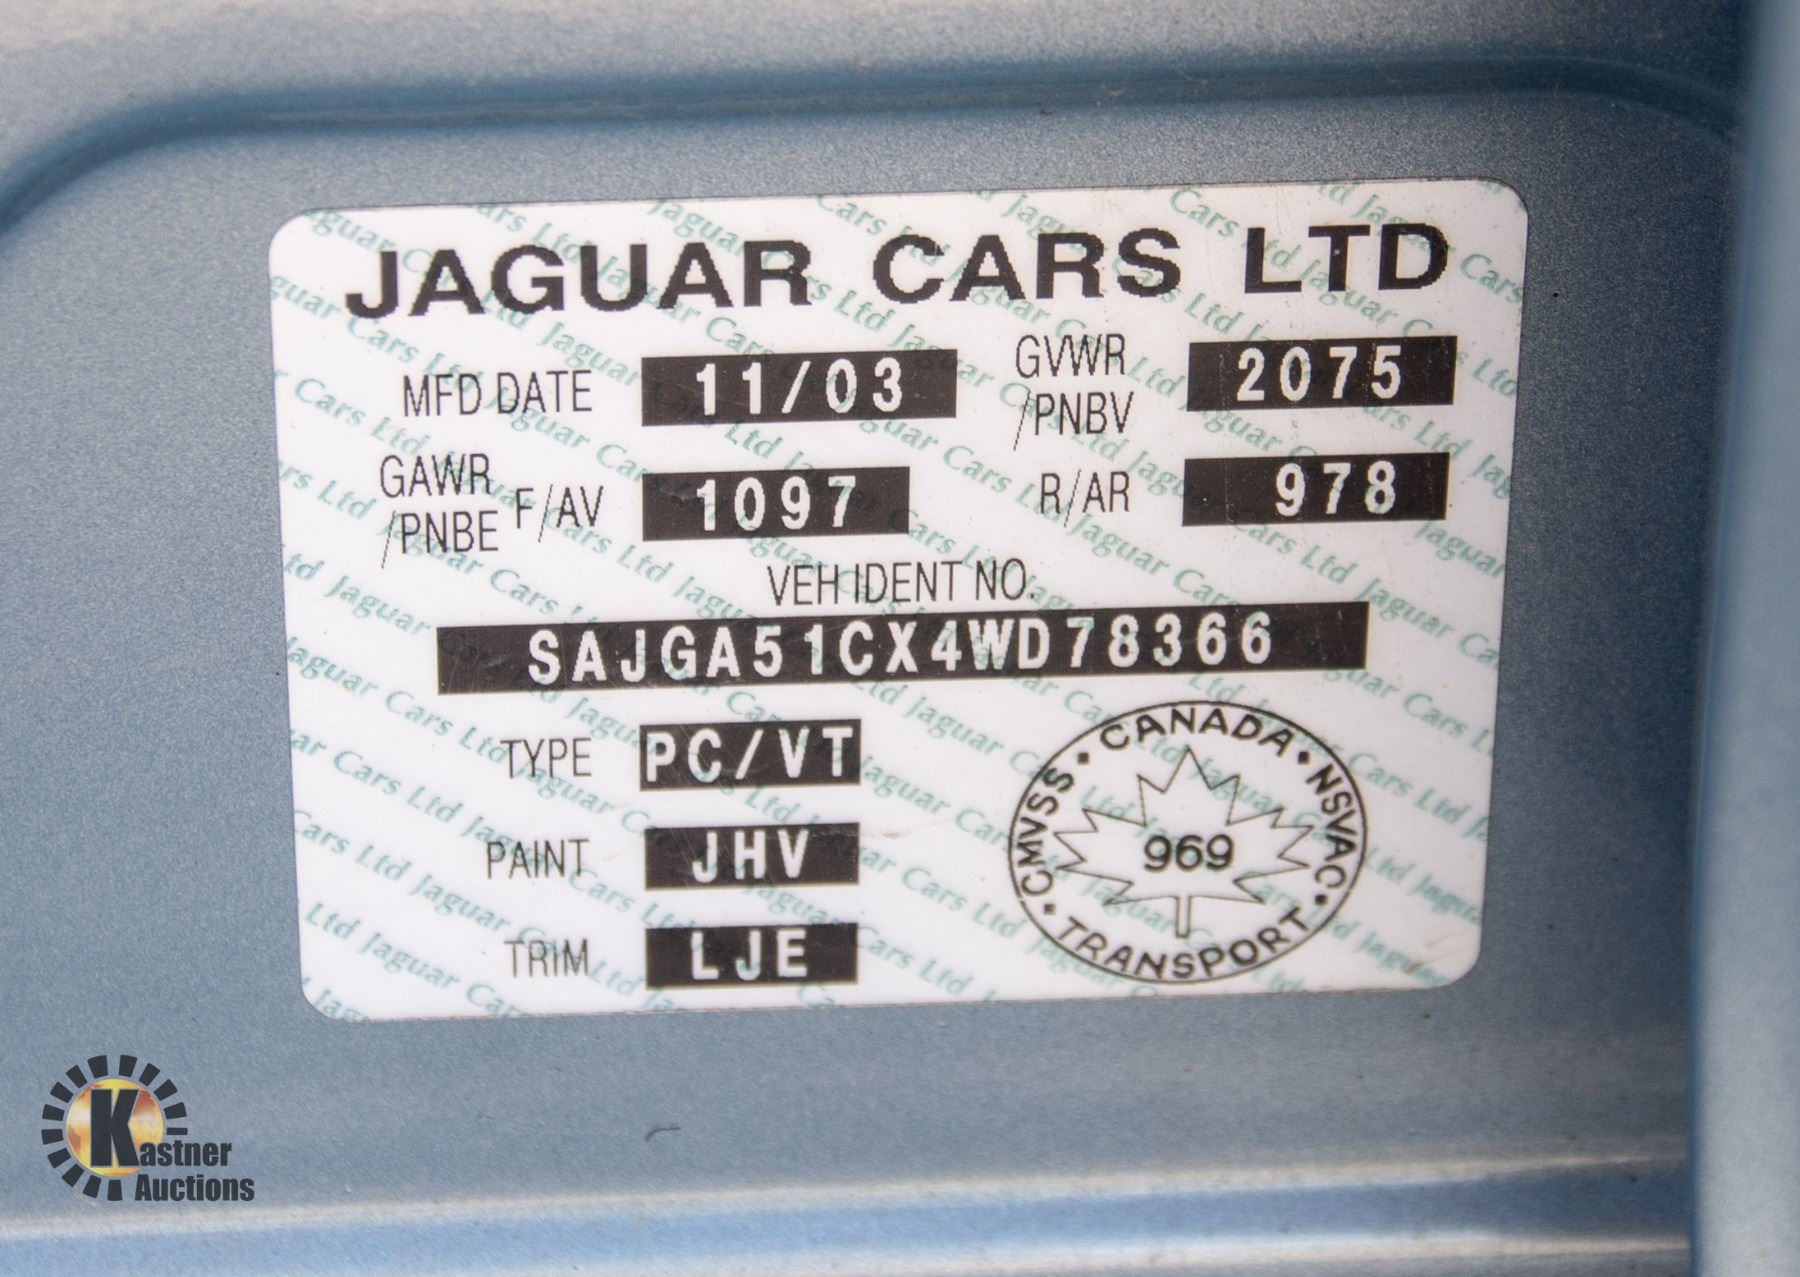 JAGUAR CARS LTD
MFD DATE 11/03 GVWR /PNBV 2075
GAWR /PNBE F/AV 1097 R/AR 978
VEH IDENT NO.
SAJGA51CX4WD78366
TYPE PC/VT
PAINT JHV
TRIM LJE
CANADA • NSVAC • TRANSPORT • CMVSS •
969
Kastner
Auctions